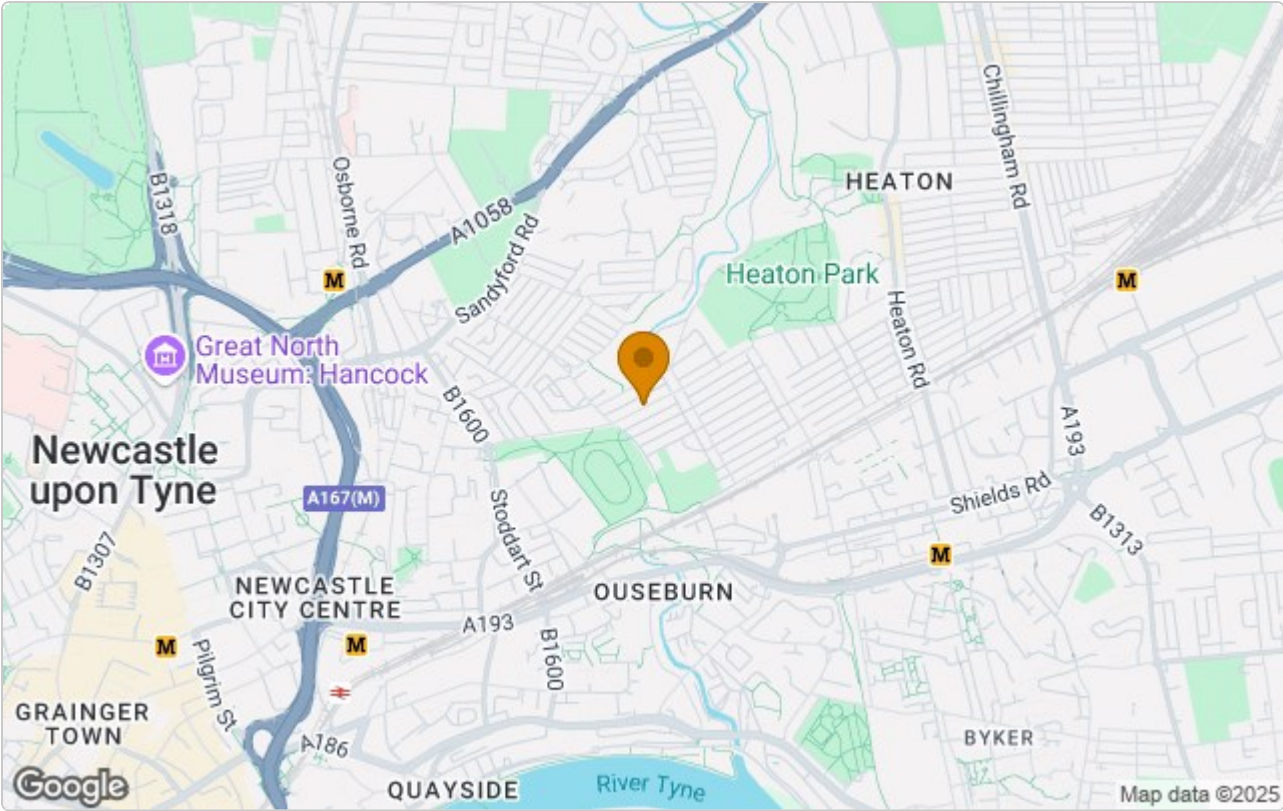 Chillingham Rd
HEATON
Osborne Rd
B1318
A1058
Sandyford Rd
Heaton Park
Heaton Rd
M
M
Great North
Museum: Hancock
B1600
A193
Newcastle
upon Tyne
A167(M)
Stoddart St
Shields Rd
B1313
B1307
M
NEWCASTLE
CITY CENTRE
OUSEBURN
A193
B1600
M
M
Pilgrim St
GRAINGER
TOWN
A186
BYKER
QUAYSIDE
River Tyne
Google
Map data ©2025